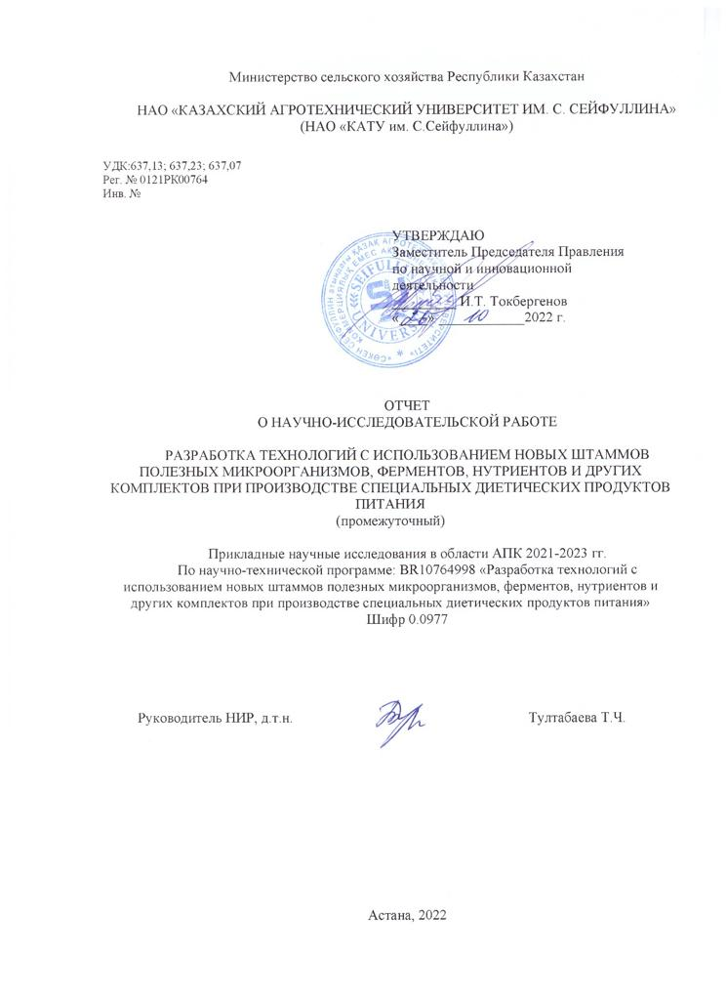 Министерство сельского хозяйства Республики Казахстан
НАО «КАЗАХСКИЙ АГРОТЕХНИЧЕСКИЙ УНИВЕРСИТЕТ ИМ. С. СЕЙФУЛЛИНА»
(НАО «КАТУ им. С.Сейфуллина»)
УДК:637,13; 637,23; 637,07
Рег. № 0121РК00764
Инв. №
УТВЕРЖДАЮ
Заместитель Председателя Правления
по научной и инновационной
деятельности
И.Т. Токбергенов
«26» 10 2022 г.
SEIFULLIN
UNIVERSITY
ОТЧЕТ
О НАУЧНО-ИССЛЕДОВАТЕЛЬСКОЙ РАБОТЕ
РАЗРАБОТКА ТЕХНОЛОГИЙ С ИСПОЛЬЗОВАНИЕМ НОВЫХ ШТАММОВ
ПОЛЕЗНЫХ МИКРООРГАНИЗМОВ, ФЕРМЕНТОВ, НУТРИЕНТОВ И ДРУГИХ
КОМПЛЕКТОВ ПРИ ПРОИЗВОДСТВЕ СПЕЦИАЛЬНЫХ ДИЕТИЧЕСКИХ ПРОДУКТОВ
ПИТАНИЯ
(промежуточный)
Прикладные научные исследования в области АПК 2021-2023 гг.
По научно-технической программе: BR10764998 «Разработка технологий с
использованием новых штаммов полезных микроорганизмов, ферментов, нутриентов и
других комплектов при производстве специальных диетических продуктов питания»
Шифр 0.0977
Руководитель НИР, д.т.н.
Тултабаева Т.Ч.
Астана, 2022